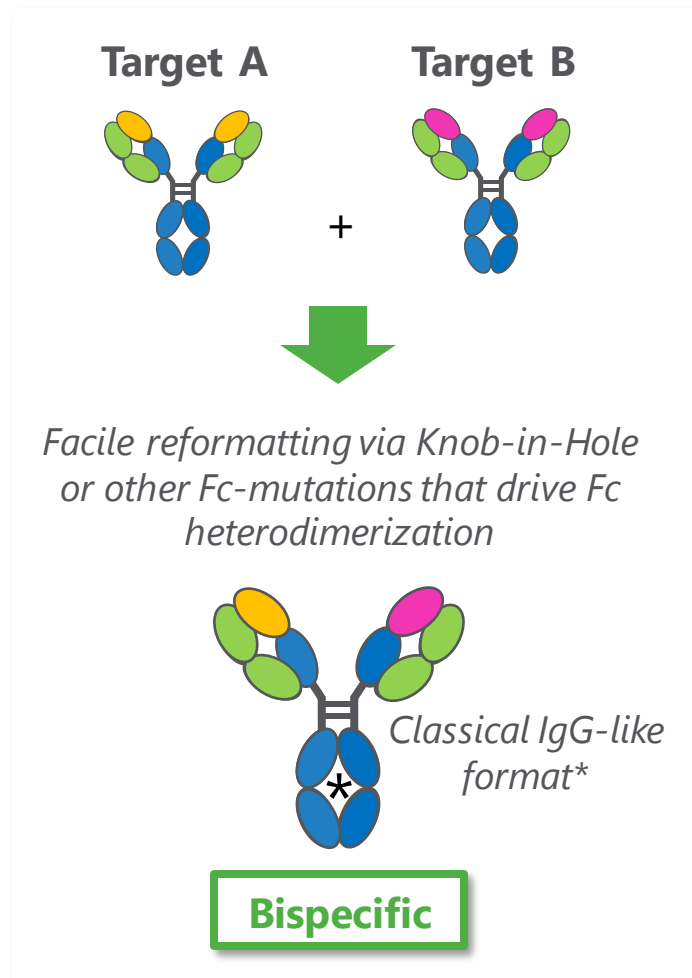 Target A
Target B
+
Facile reformatting via Knob-in-Hole
or other Fc-mutations that drive Fc
heterodimerization
Classical IgG-like
format*
*
Bispecific